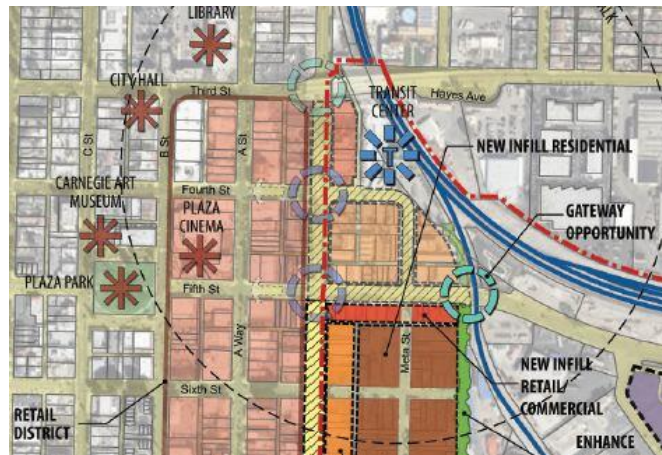 LIBRARY
CITY HALL
Third St
TRANSIT
CENTER
Hayes Ave
C St
B St
A St
NEW INFILL RESIDENTIAL
CARNEGIE ART
MUSEUM
Fourth St
PLAZA
CINEMA
GATEWAY
OPPORTUNITY
PLAZA PARK
Fifth St
A Way
Meta St
NEW INFILL
RETAIL
COMMERCIAL
Sixth St
RETAIL
DISTRICT
ENHANCE